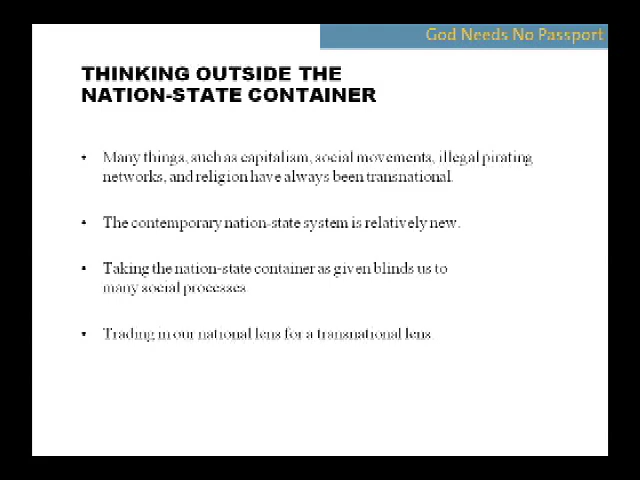 God Needs No Passport
THINKING OUTSIDE THE
NATION-STATE CONTAINER
• Many things, such as capitalism, social movements, illegal pirating
networks, and religion have always been transnational.
• The contemporary nation-state system is relatively new.
• Taking the nation-state container as given blinds us to
many social processes.
• Trading in our national lens for a transnational lens.